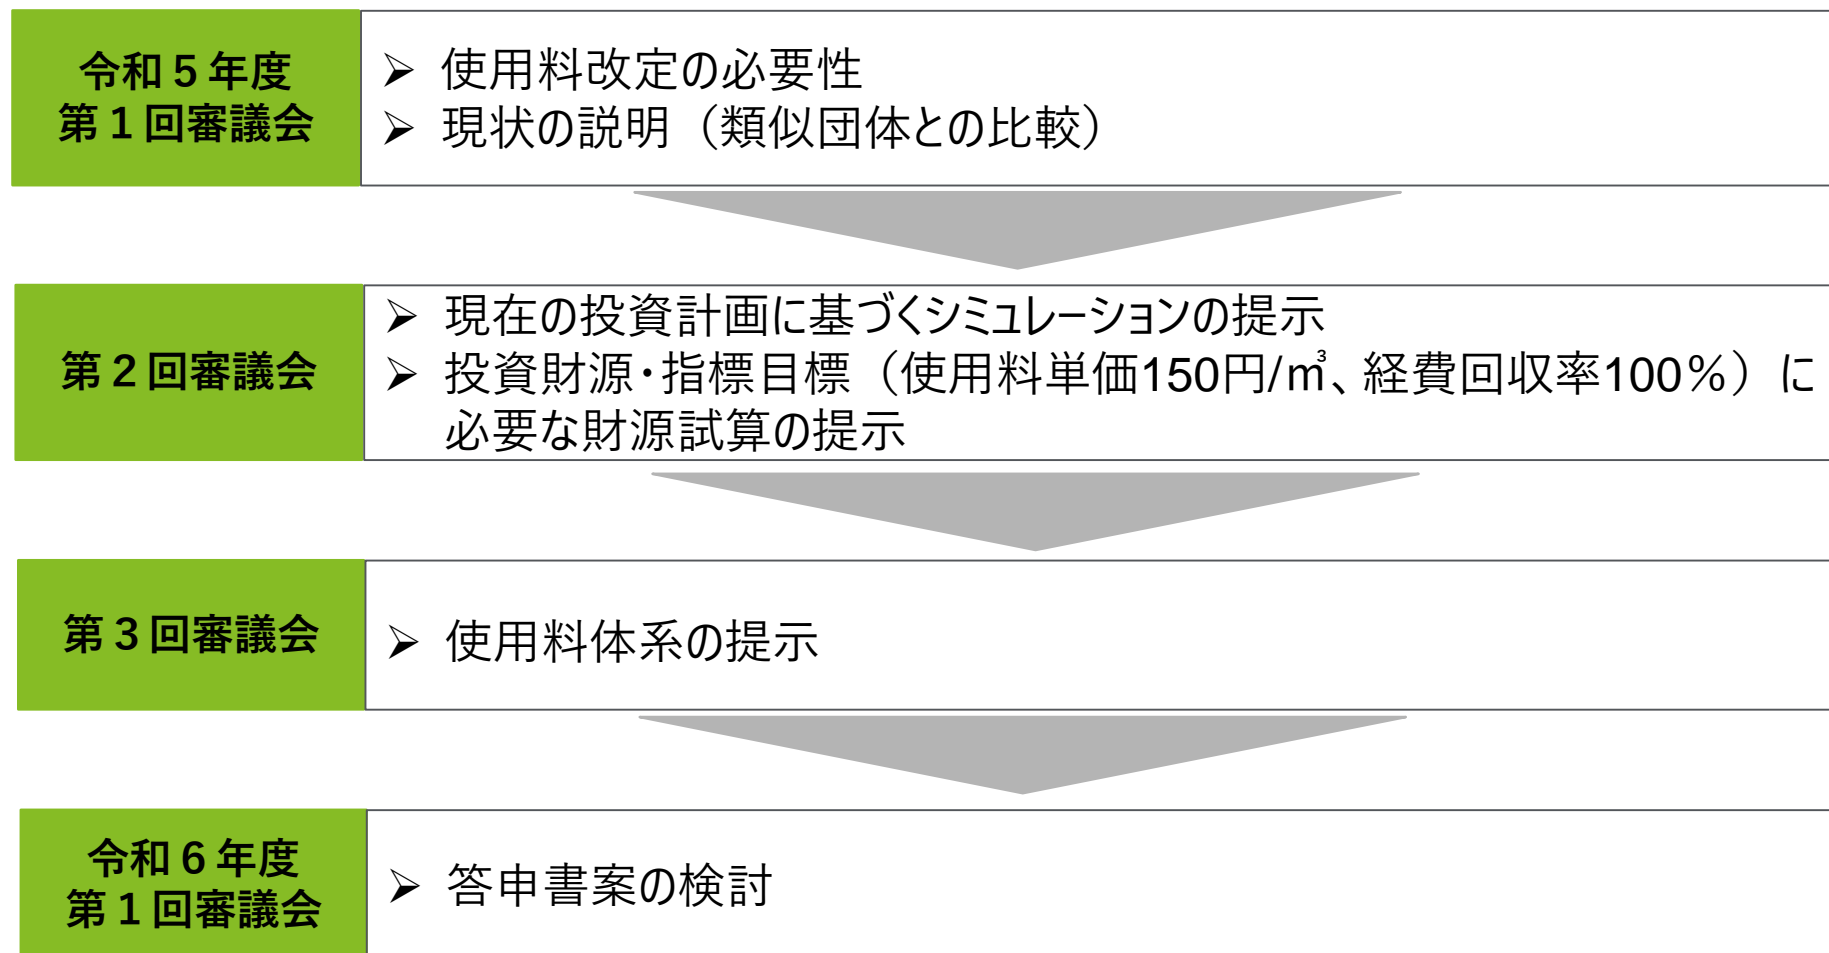 令和５年度
第１回審議会
➢ 使用料改定の必要性
➢ 現状の説明（類似団体との比較）
第２回審議会
➢ 現在の投資計画に基づくシミュレーションの提示
➢ 投資財源・指標目標（使用料単価150円/㎥、経費回収率100％）に
必要な財源試算の提示
第３回審議会
➢ 使用料体系の提示
令和６年度
第１回審議会
➢ 答申書案の検討